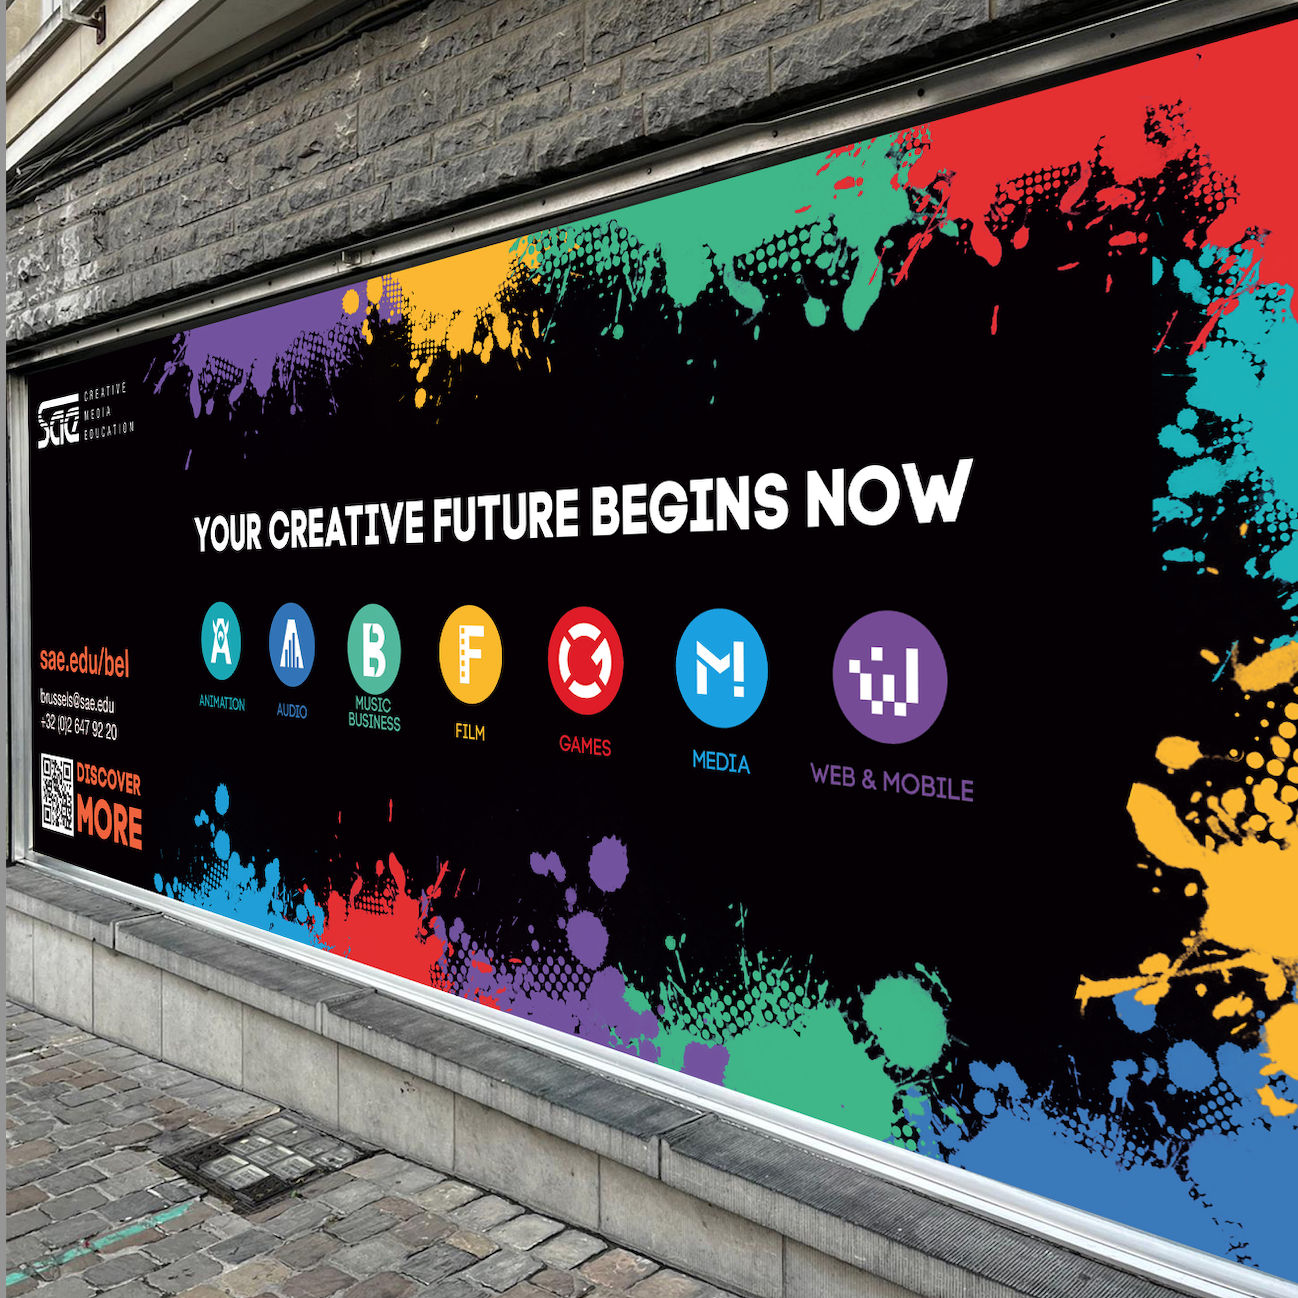 sae
CREATIVE
MEDIA
EDUCATION
YOUR CREATIVE FUTURE BEGINS NOW
ANIMATION
AUDIO
B
MUSIC
BUSINESS
F
FILM
G
GAMES
M!
MEDIA
W
WEB & MOBILE
A
A
sae.edu/bel
brussels@sae.edu
+32 (0)2 647 92 20
DISCOVER
MORE